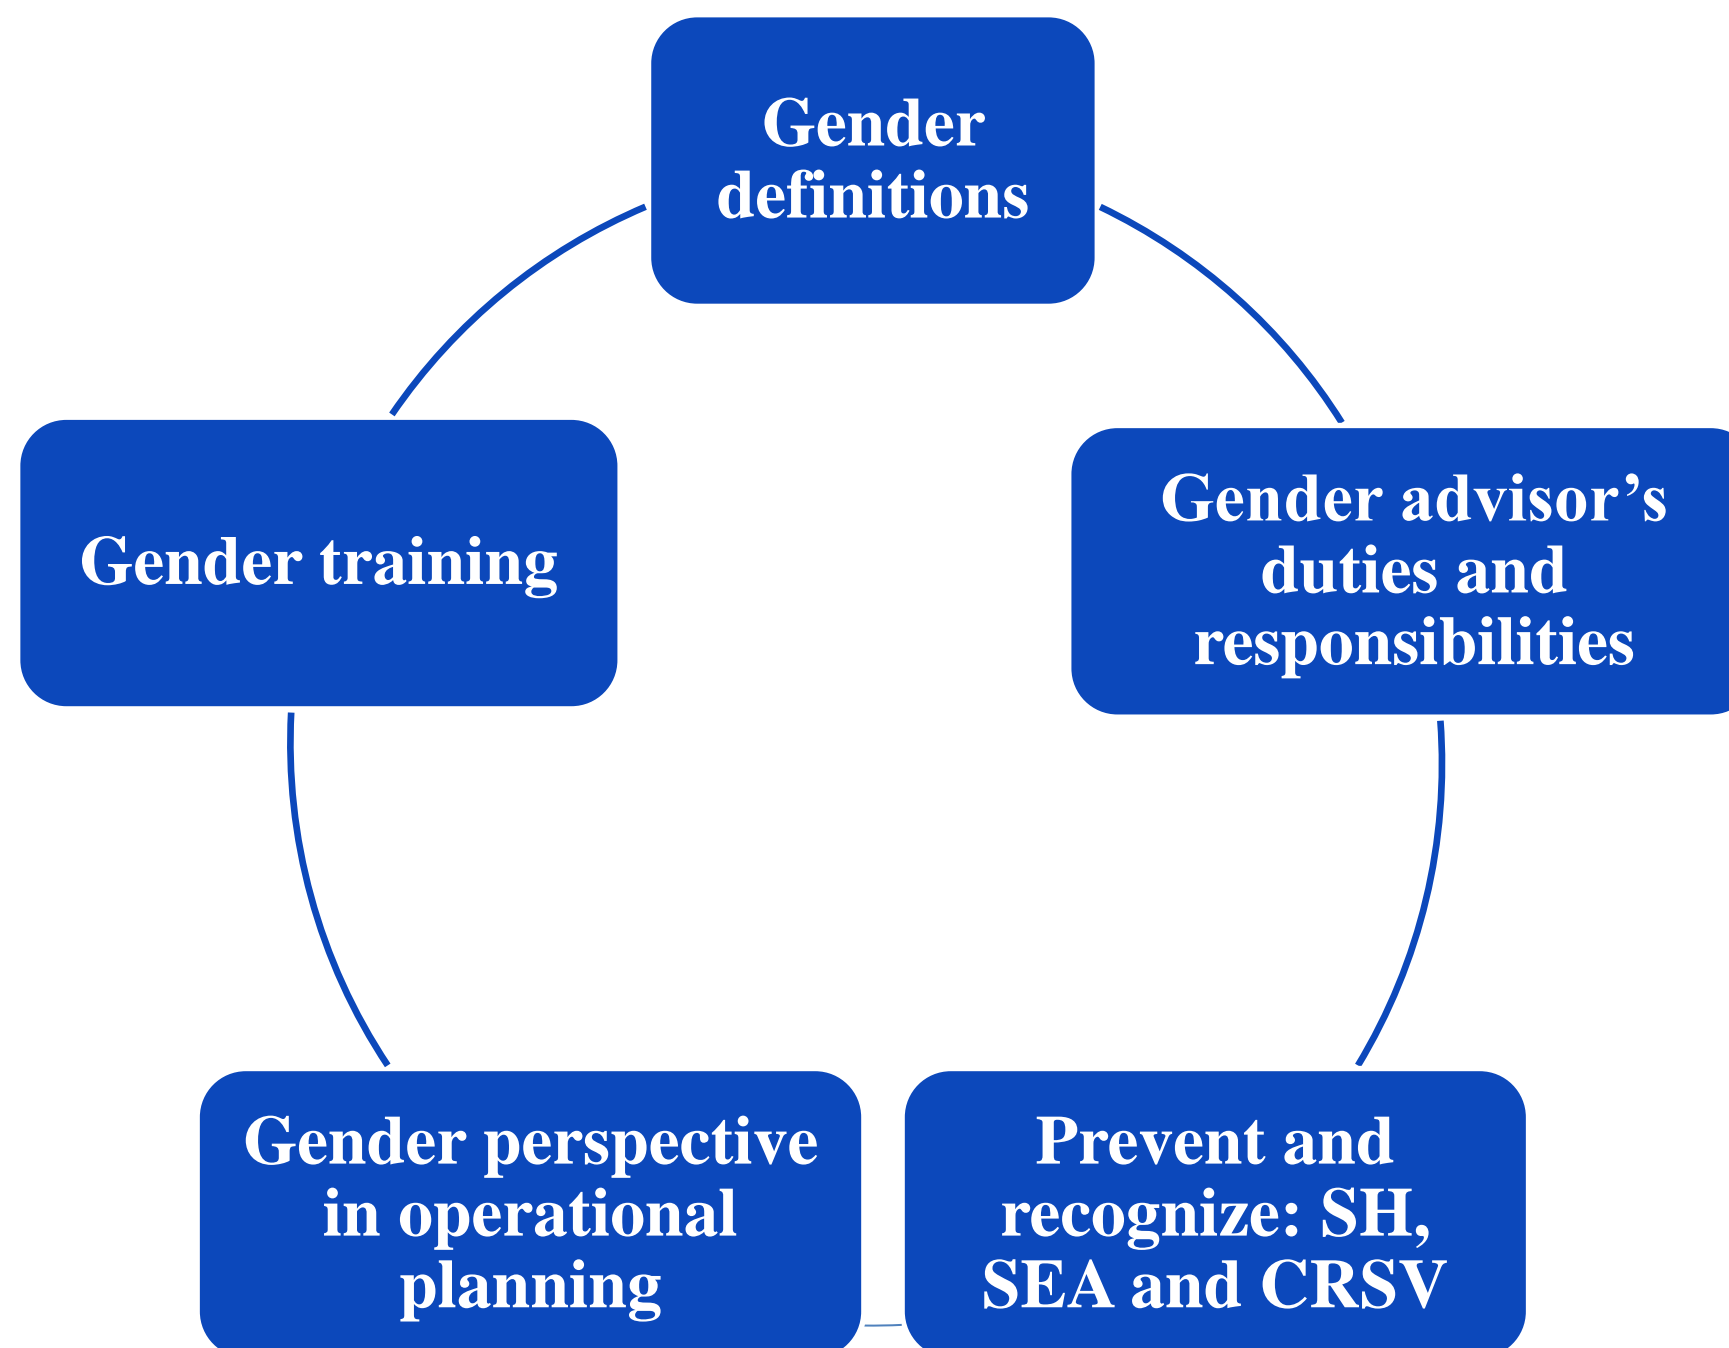 Gender
definitions
Gender training
Gender advisor’s
duties and
responsibilities
Gender perspective
in operational
planning
Prevent and
recognize: SH,
SEA and CRSV